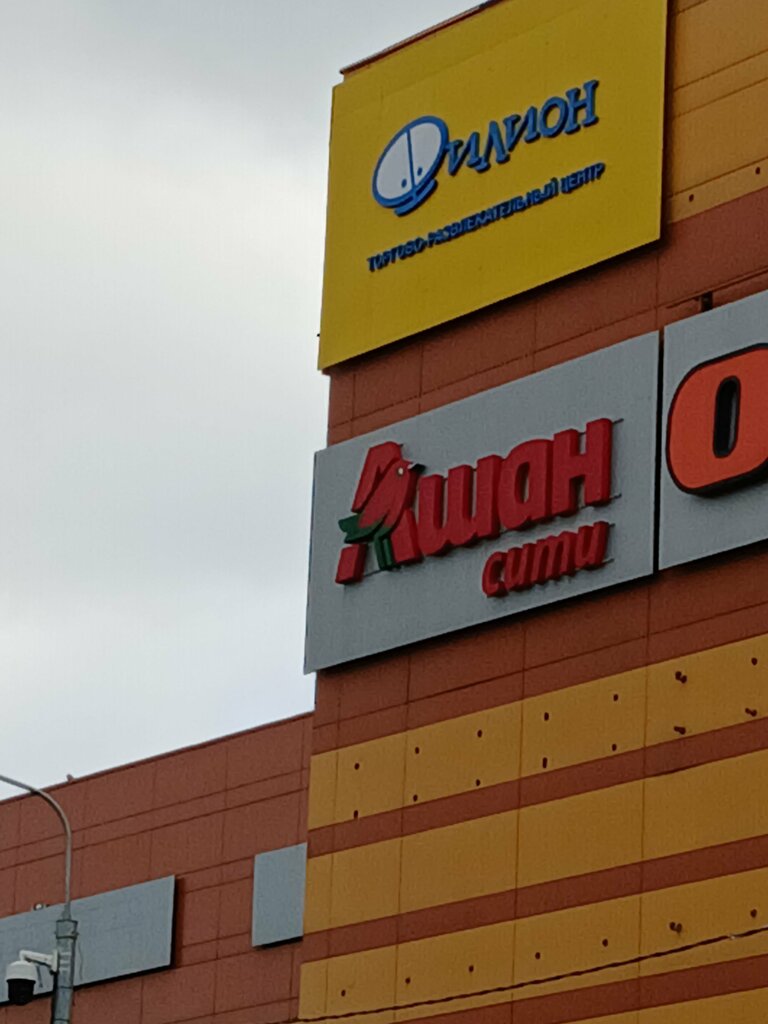 Филион
ТОРГОВО-РАЗВЛЕКАТЕЛЬНЫЙ ЦЕНТР
Ашан
сити
О